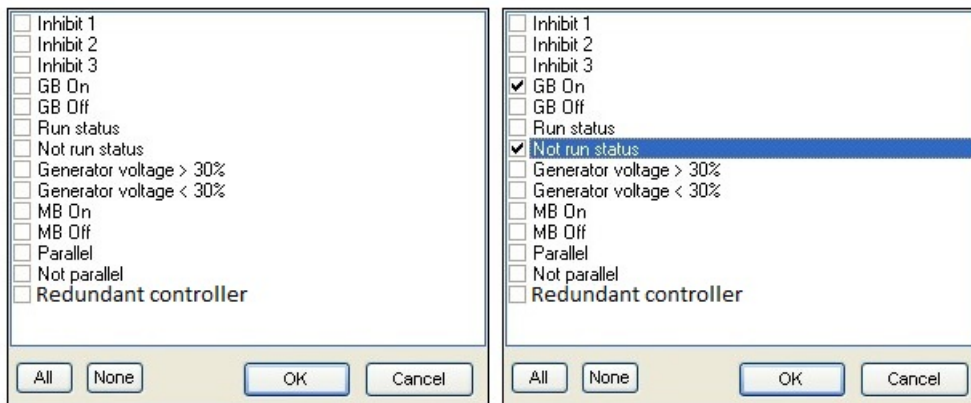 Inhibit 1
Inhibit 2
Inhibit 3
GB On
GB Off
Run status
Not run status
Generator voltage > 30%
Generator voltage < 30%
MB On
MB Off
Parallel
Not parallel
Redundant controller
All None OK Cancel
Inhibit 1
Inhibit 2
Inhibit 3
GB On
GB Off
Run status
Not run status
Generator voltage > 30%
Generator voltage < 30%
MB On
MB Off
Parallel
Not parallel
Redundant controller
All None OK Cancel